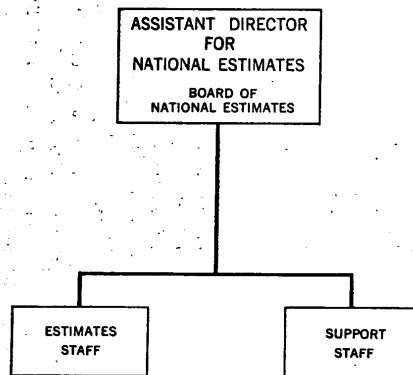 ASSISTANT DIRECTOR
FOR
NATIONAL ESTIMATES
BOARD OF
NATIONAL ESTIMATES
ESTIMATES
STAFF
SUPPORT
STAFF